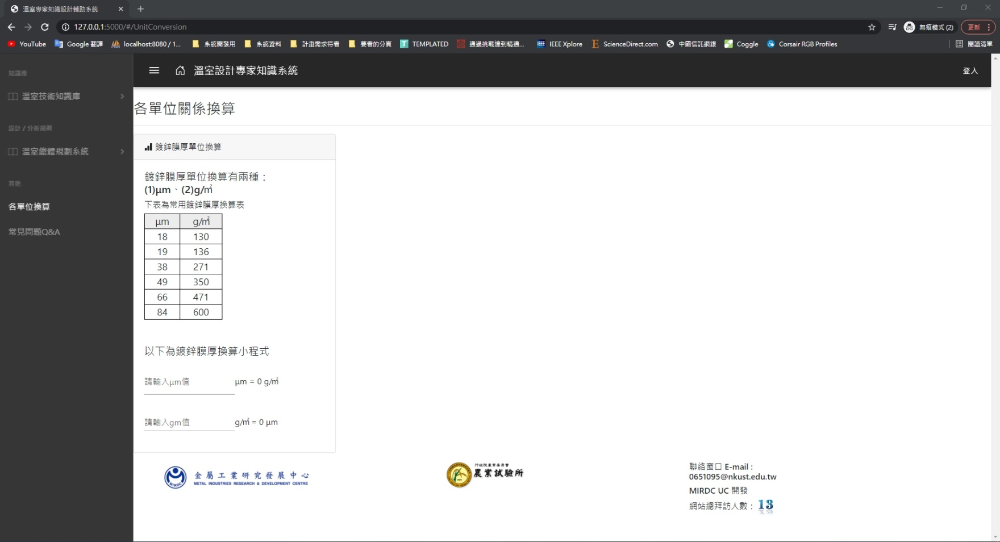 溫室專家知識設計輔助系統
127.0.0.1:5000/#/UnitConversion
無痕模式 (2)
更新
YouTube
Google 翻譯
localhost:8080 / 1...
系統開發用
系統資料
計畫需求待看
要看的分頁
TEMPLATED
通過挑戰達到精通...
IEEE Xplore
ScienceDirect.com
中國信託網銀
Coggle
Corsair RGB Profiles
閱讀清單
知識庫
溫室技術知識庫
設計 / 分析規劃
溫室總體規劃系統
其他
各單位換算
常見問題Q&A
溫室設計專家知識系統
登入
各單位關係換算
鍍鋅膜厚單位換算
鍍鋅膜厚單位換算有兩種：
(1)μm、(2)g/㎡
下表為常用鍍鋅膜厚換算表
μm g/㎡
18 130
19 136
38 271
49 350
66 471
84 600
以下為鍍鋅膜厚換算小程式
請輸入μm值 μm = 0 g/㎡
請輸入gm值 g/㎡ = 0 μm
MIRDC
金屬工業研究發展中心
METAL INDUSTRIES RESEARCH & DEVELOPMENT CENTRE
行政院農業委員會
農業試驗所
聯絡窗口 E-mail :
0651095@nkust.edu.tw
MIRDC UC 開發
網站總拜訪人數： 13